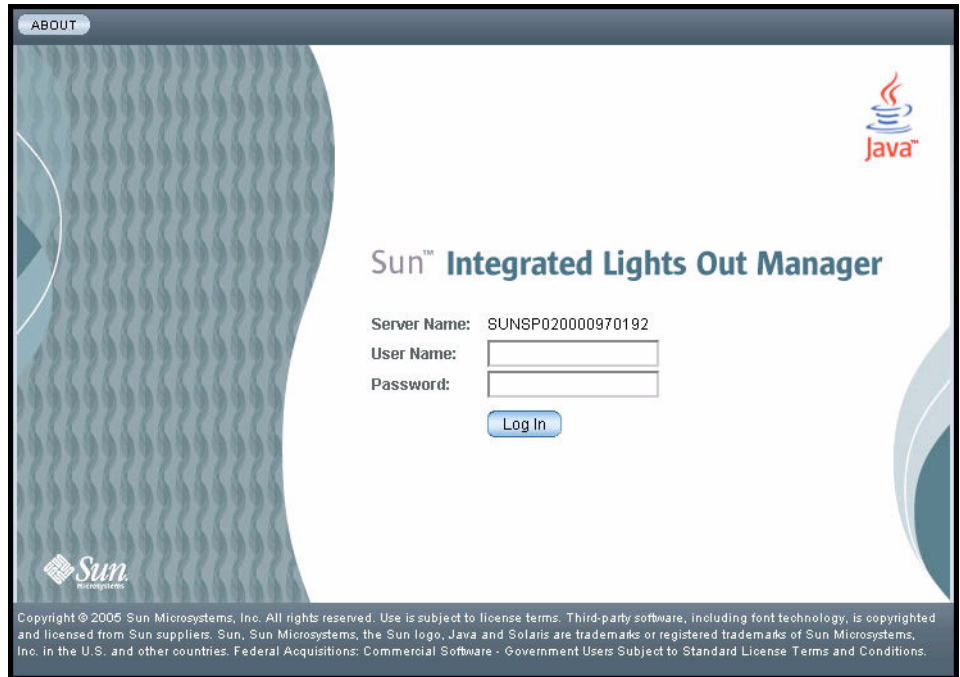 ABOUT
Java™
Sun™ Integrated Lights Out Manager
Server Name: SUNSP020000970192
User Name:
Password:
Log In
Sun
microsystems
Copyright © 2005 Sun Microsystems, Inc. All rights reserved. Use is subject to license terms. Third-party software, including font technology, is copyrighted
and licensed from Sun suppliers. Sun, Sun Microsystems, the Sun logo, Java and Solaris are trademarks or registered trademarks of Sun Microsystems,
Inc. in the U.S. and other countries. Federal Acquisitions: Commercial Software - Government Users Subject to Standard License Terms and Conditions.